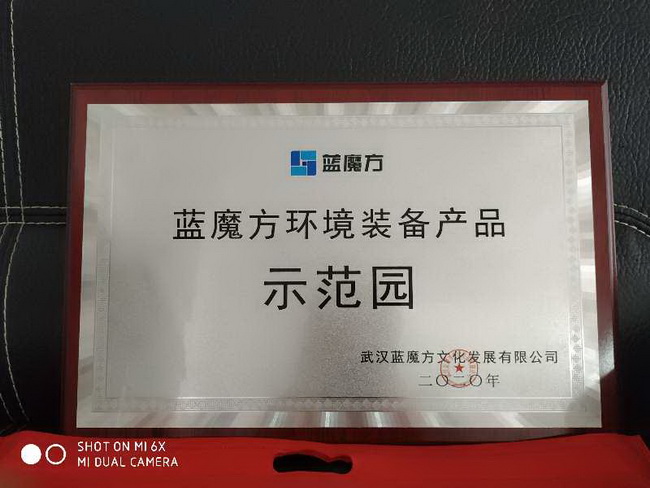 蓝魔方
蓝魔方环境装备产品
示范园
武汉蓝魔方文化发展有限公司
二〇二〇年
SHOT ON MI 6X
MI DUAL CAMERA